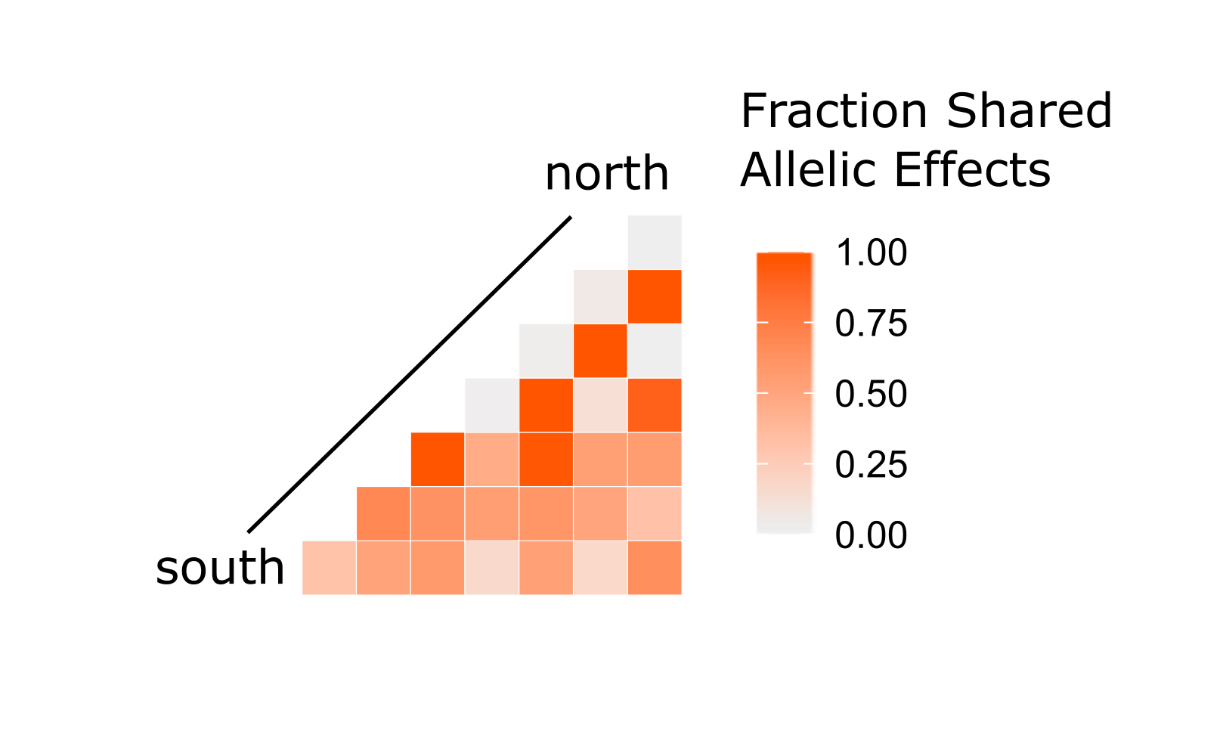 Fraction Shared
Allelic Effects
north
south
1.00
0.75
0.50
0.25
0.00